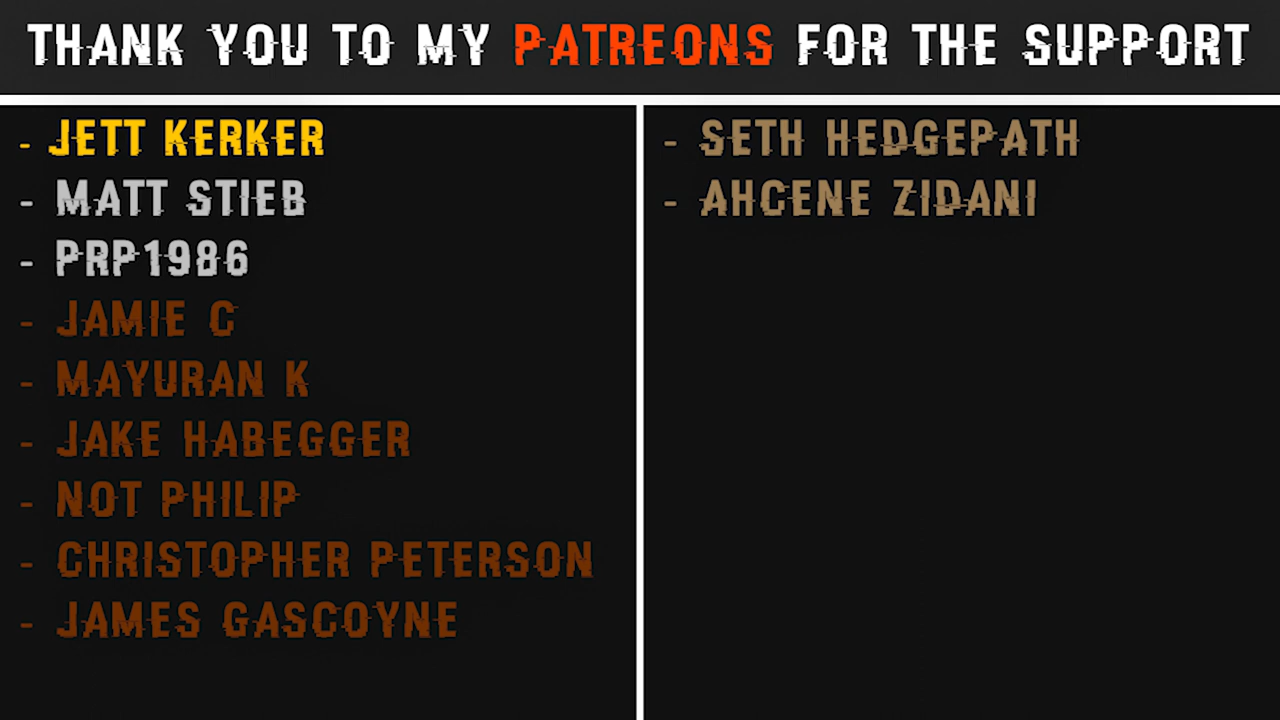 THANK YOU TO MY PATREONS FOR THE SUPPORT
- JETT KERKER
- MATT STIEB
- PRP1986
- JAMIE C
- MAYURAN K
- JAKE HABEGGER
- NOT PHILIP
- CHRISTOPHER PETERSON
- JAMES GASCOYNE
- SETH HEDGEPATH
- AHCENE ZIDANI